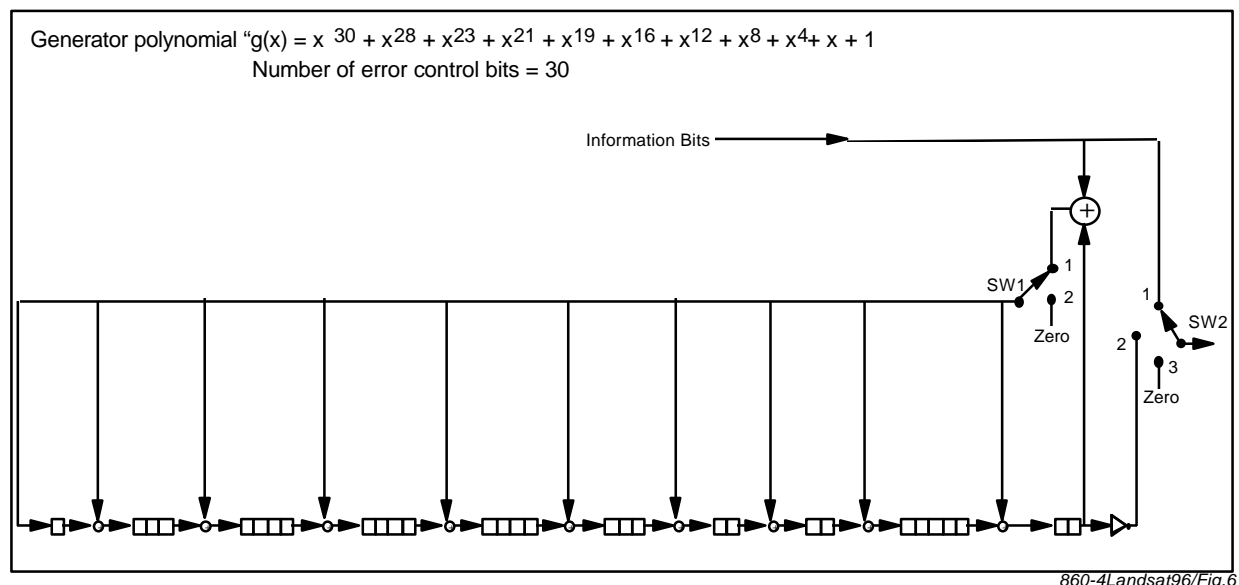 Generator polynomial “g(x) = x 30 + x28 + x23 + x21 + x19 + x16 + x12 + x8 + x4+ x + 1
Number of error control bits = 30
Information Bits
+
1
SW1
2
Zero
1
SW2
2
3
Zero
860-4Landsat96/Fig.6